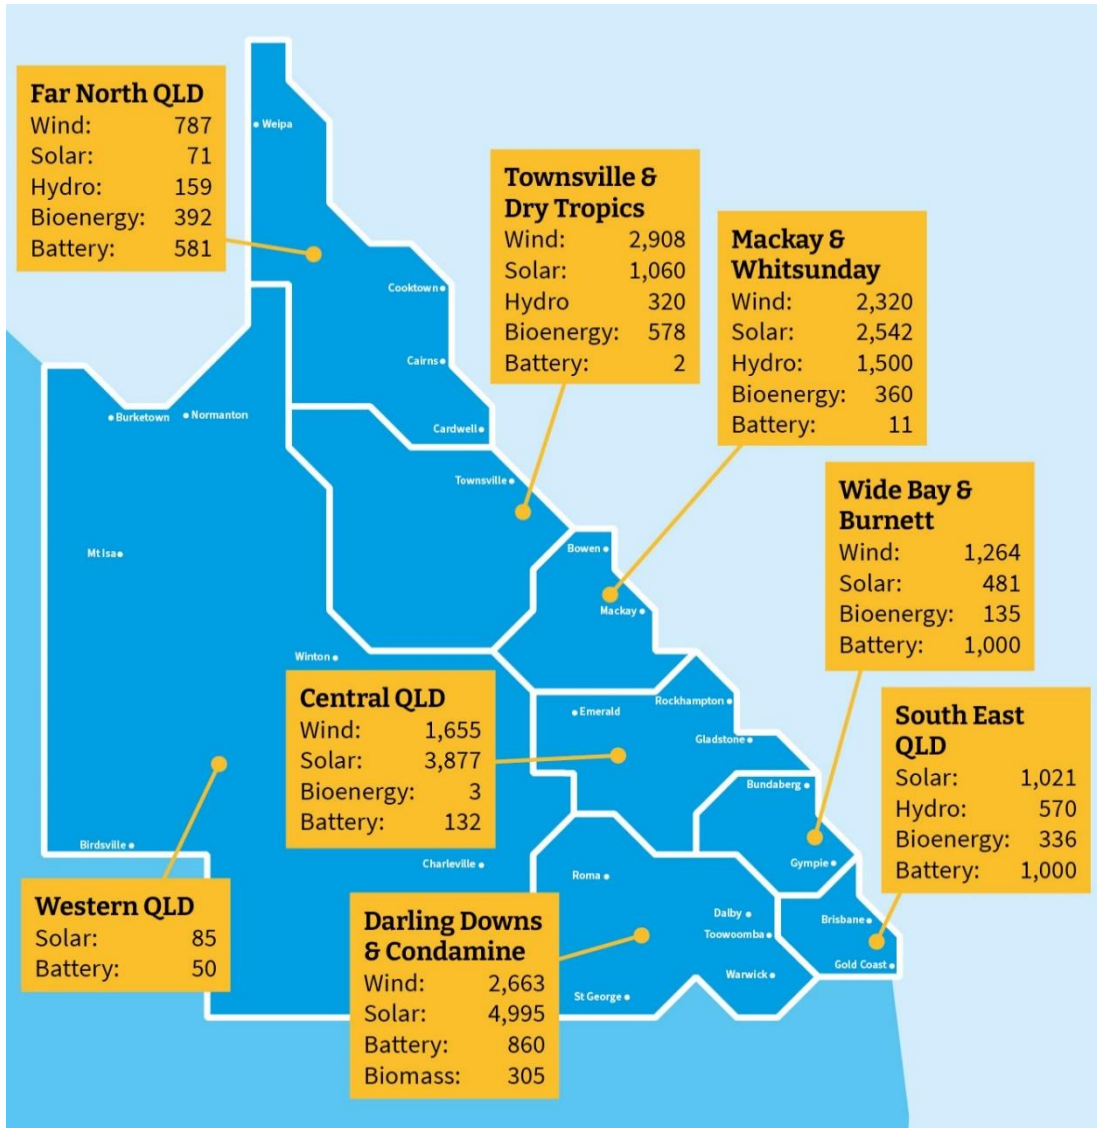 Far North QLD
Wind: 787
Solar: 71
Hydro: 159
Bioenergy: 392
Battery: 581
Weipa
Townsville &
Dry Tropics
Wind: 2,908
Solar: 1,060
Hydro 320
Bioenergy: 578
Battery: 2
Mackay &
Whitsunday
Wind: 2,320
Solar: 2,542
Hydro: 1,500
Bioenergy: 360
Battery: 11
Cooktown
Cairns
Cardwell
Burketown
Normanton
Townsville
Mt Isa
Bowen
Mackay
Wide Bay &
Burnett
Wind: 1,264
Solar: 481
Bioenergy: 135
Battery: 1,000
Winton
Central QLD
Wind: 1,655
Solar: 3,877
Bioenergy: 3
Battery: 132
Emerald
Rockhampton
Gladstone
Bundaberg
Gympie
South East
QLD
Solar: 1,021
Hydro: 570
Bioenergy: 336
Battery: 1,000
Birdsville
Charleville
Roma
Western QLD
Solar: 85
Battery: 50
Darling Downs
& Condamine
Wind: 2,663
Solar: 4,995
Battery: 860
Biomass: 305
Dalby
Toowoomba
Warwick
St George
Brisbane
Gold Coast